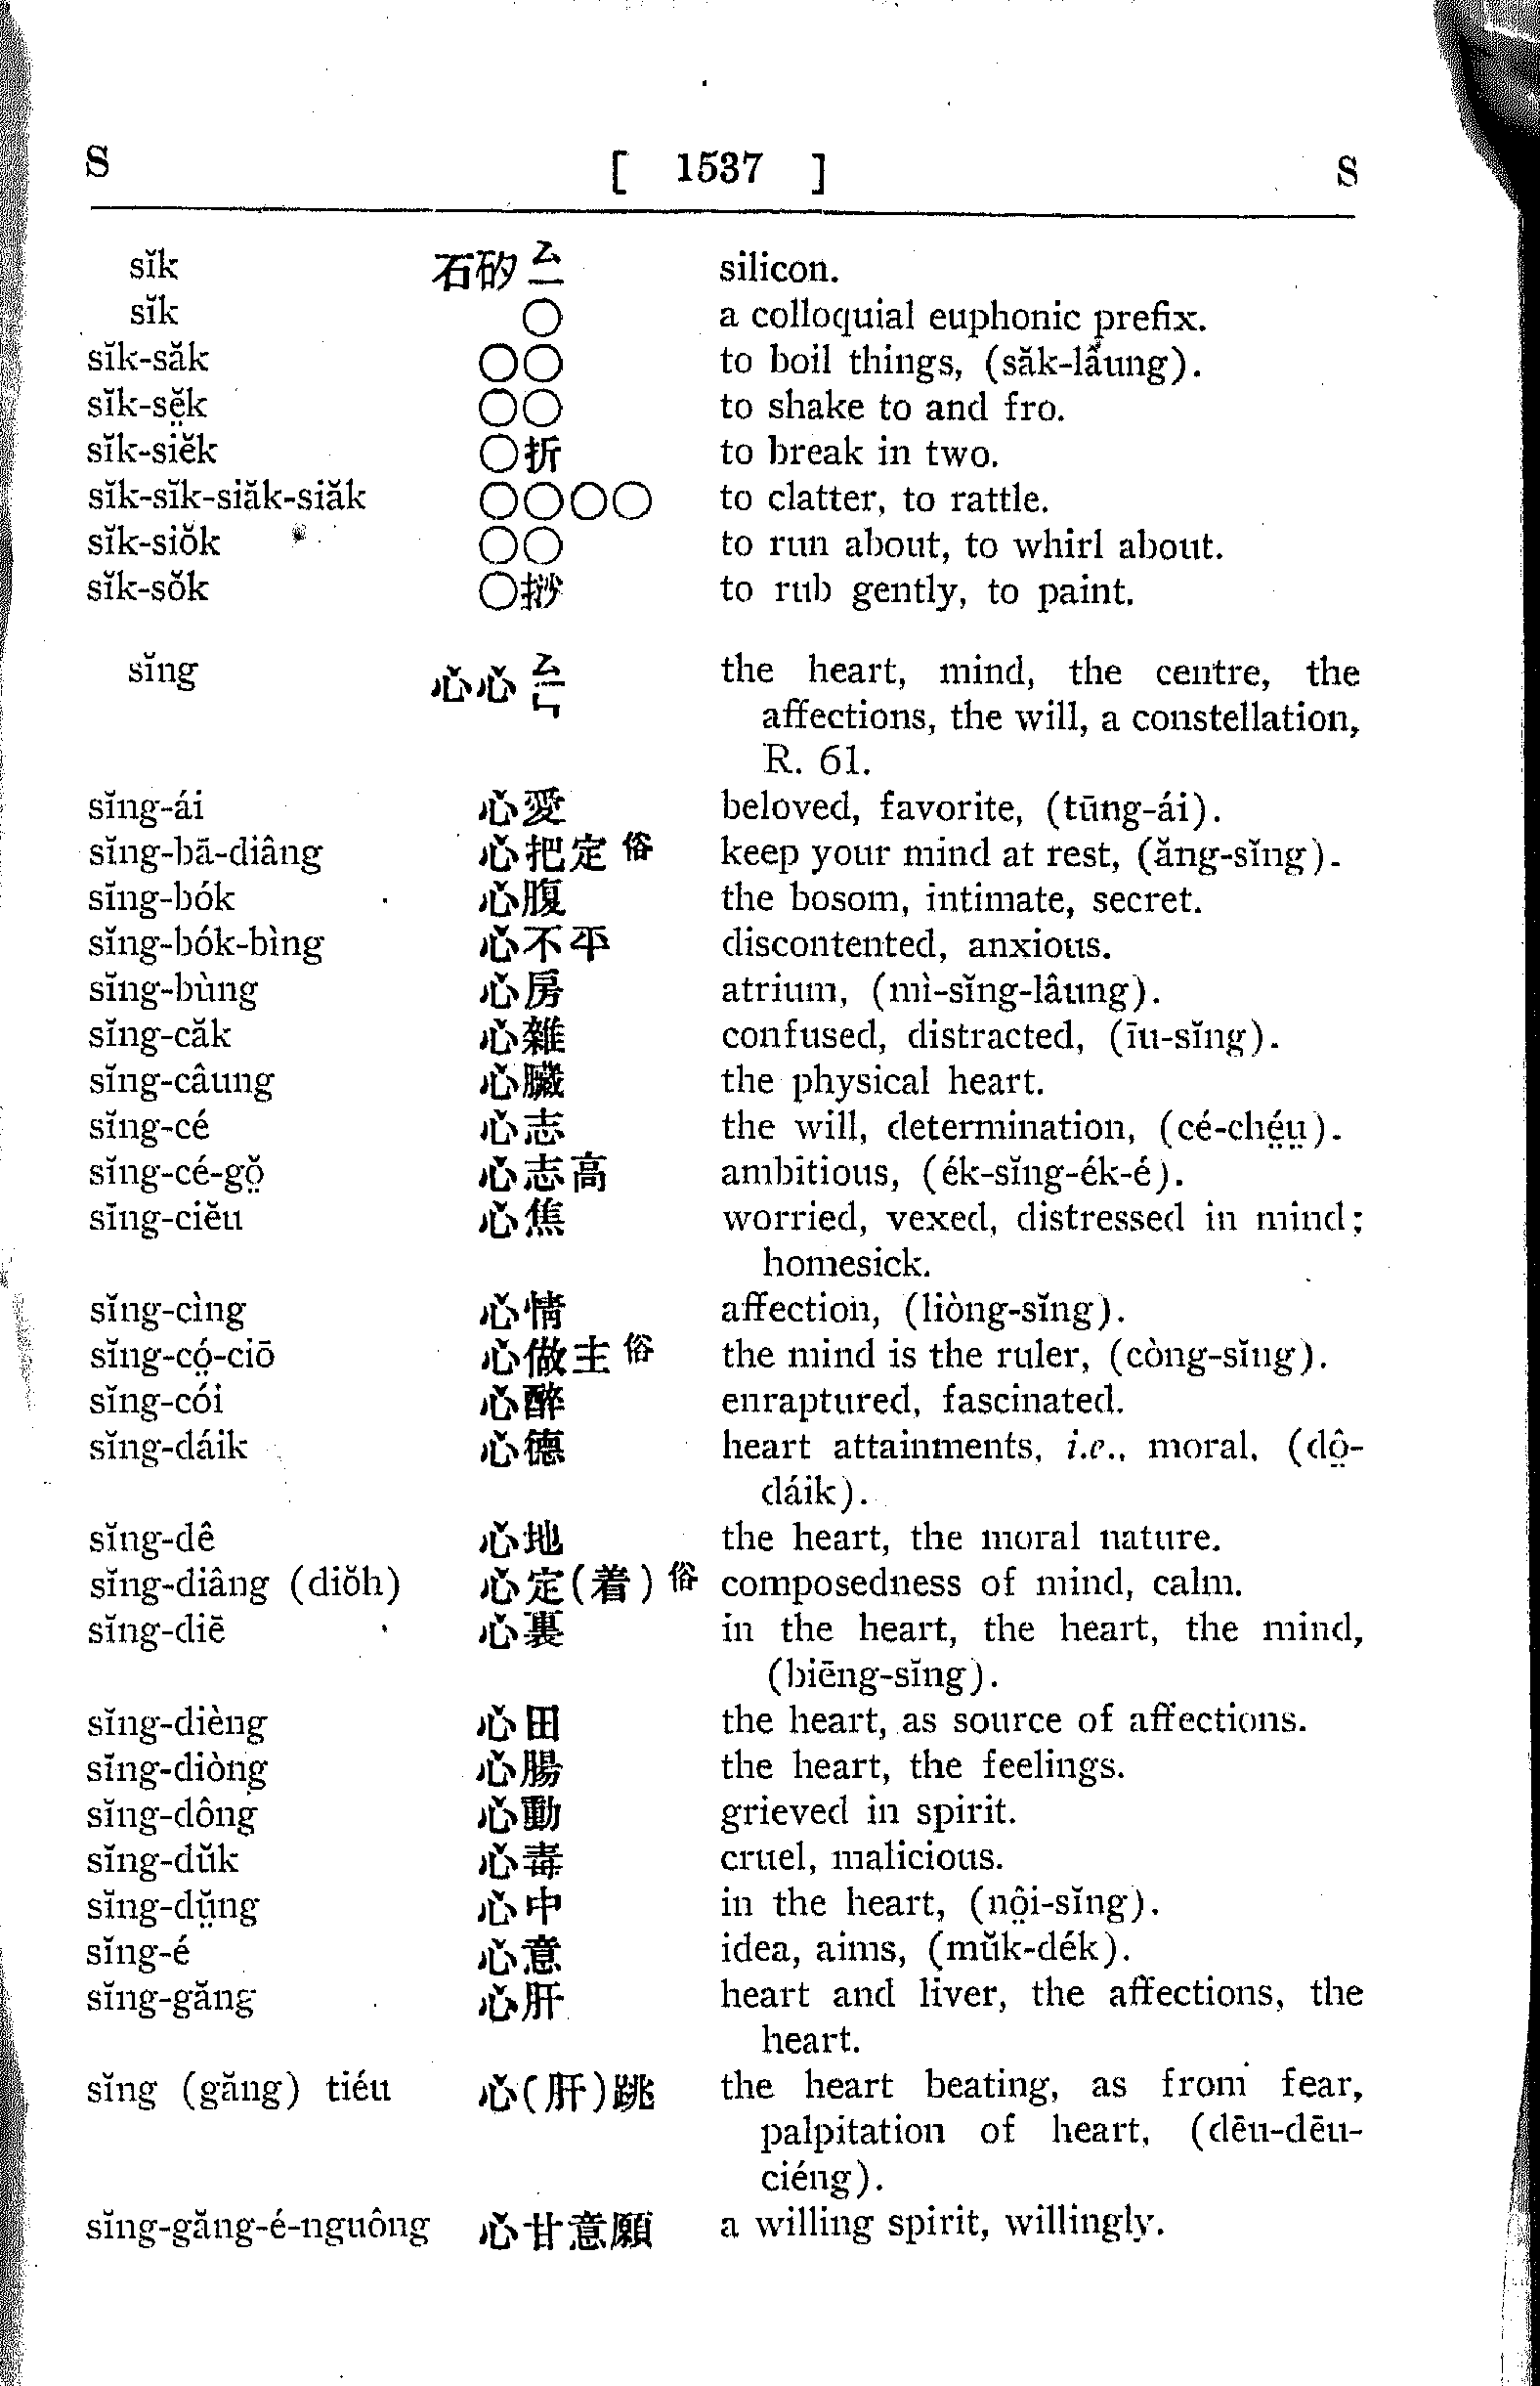 S [ 1537 ] S
sĭk 石矽 ㄙㄧ silicon.
sĭk ○ a colloquial euphonic prefix.
sĭk-săk ○○ to boil things, (săk-lā̤ung).
sĭk-sĕ̤k ○○ to shake to and fro.
sĭk-siĕk ○折 to break in two.
sĭk-sĭk-siăk-siăk ○○○○ to clatter, to rattle.
sĭk-siŏk ○○ to run about, to whirl about.
sĭk-sŏk ○挱 to rub gently, to paint.
sĭng 心心 ㄙㄧㄣ the heart, mind, the centre, the
affections, the will, a constellation,
R. 61.
sĭng-ái 心愛 beloved, favorite, (tūng-ái).
sĭng-bā-diâng 心把定俗 keep your mind at rest, (ăng-sĭng).
sĭng-bók 心腹 the bosom, intimate, secret.
sĭng-bók-bìng 心不平 discontented, anxious.
sĭng-bùng 心房 atrium, (mì-sĭng-lâung).
sĭng-căk 心雜 confused, distracted, (īu-sĭng).
sĭng-câung 心臟 the physical heart.
sĭng-cé 心志 the will, determination, (cé-ché̤ṳ).
sĭng-cé-gŏ̤ 心志高 ambitious, (ék-sĭng-ék-é).
sĭng-ciĕu 心焦 worried, vexed, distressed in mind;
homesick.
sĭng-cìng 心情 affection, (liòng-sĭng).
sĭng-có̤-ciō 心做主俗 the mind is the ruler, (còng-sĭng).
sĭng-cói 心醉 enraptured, fascinated.
sĭng-dáik 心德 heart attainments, i.e., moral, (dô̤-
dáik).
sĭng-dê 心地 the heart, the moral nature.
sĭng-diâng (diŏh) 心定(着)俗 composedness of mind, calm.
sĭng-diē 心裏 in the heart, the heart, the mind,
(biēng-sĭng).
sĭng-dièng 心田 the heart, as source of affections.
sĭng-diòng 心腸 the heart, the feelings.
sĭng-dông 心動 grieved in spirit.
sĭng-dŭk 心毒 cruel, malicious.
sĭng-dṳ̆ng 心中 in the heart, (nô̤i-sĭng).
sĭng-é 心意 idea, aims, (mŭk-dék).
sĭng-găng 心肝 heart and liver, the affections, the
heart.
sĭng (găng) tiéu 心(肝)跳 the heart beating, as from fear,
palpitation of heart, (dēu-dēu-
ciéng).
sĭng-găng-é-nguông 心甘意願 a willing spirit, willingly.